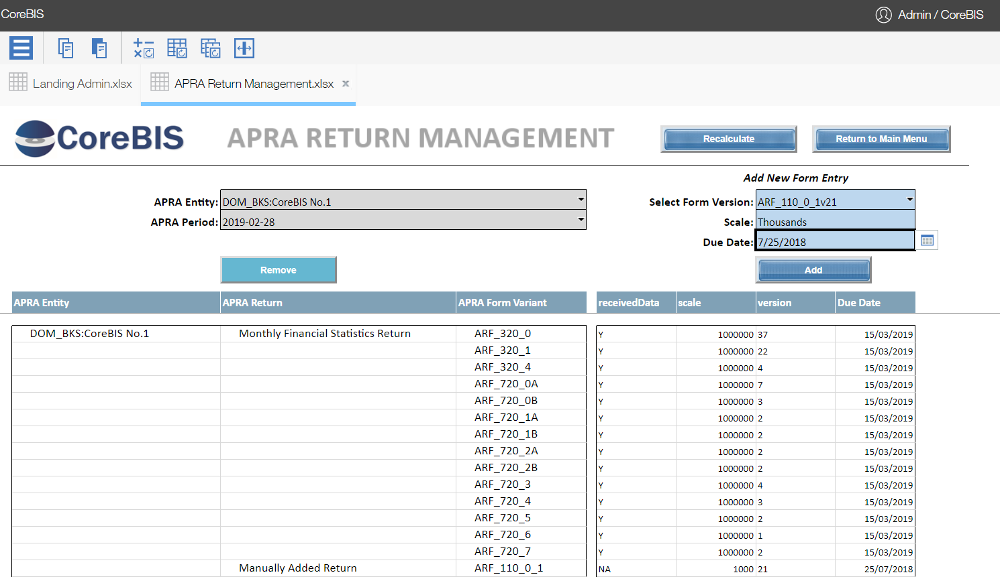 CoreBIS
Admin / CoreBIS
Landing Admin.xlsx
APRA Return Management.xlsx
CoreBIS
APRA RETURN MANAGEMENT
Recalculate
Return to Main Menu
Add New Form Entry
APRA Entity: DOM_BKS:CoreBIS No.1
Select Form Version: ARF_110_0_1v21
APRA Period: 2019-02-28
Scale: Thousands
Due Date: 7/25/2018
Remove
Add
APRA Entity APRA Return APRA Form Variant receivedData scale version Due Date
DOM_BKS:CoreBIS No.1 Monthly Financial Statistics Return ARF_320_0 Y 1000000 37 15/03/2019
ARF_320_1 Y 1000000 22 15/03/2019
ARF_320_4 Y 1000000 4 15/03/2019
ARF_720_0A Y 1000000 7 15/03/2019
ARF_720_0B Y 1000000 3 15/03/2019
ARF_720_1A Y 1000000 2 15/03/2019
ARF_720_1B Y 1000000 2 15/03/2019
ARF_720_2A Y 1000000 2 15/03/2019
ARF_720_2B Y 1000000 2 15/03/2019
ARF_720_3 Y 1000000 4 15/03/2019
ARF_720_4 Y 1000000 3 15/03/2019
ARF_720_5 Y 1000000 2 15/03/2019
ARF_720_6 Y 1000000 1 15/03/2019
ARF_720_7 Y 1000000 2 15/03/2019
Manually Added Return ARF_110_0_1 NA 1000 21 25/07/2018